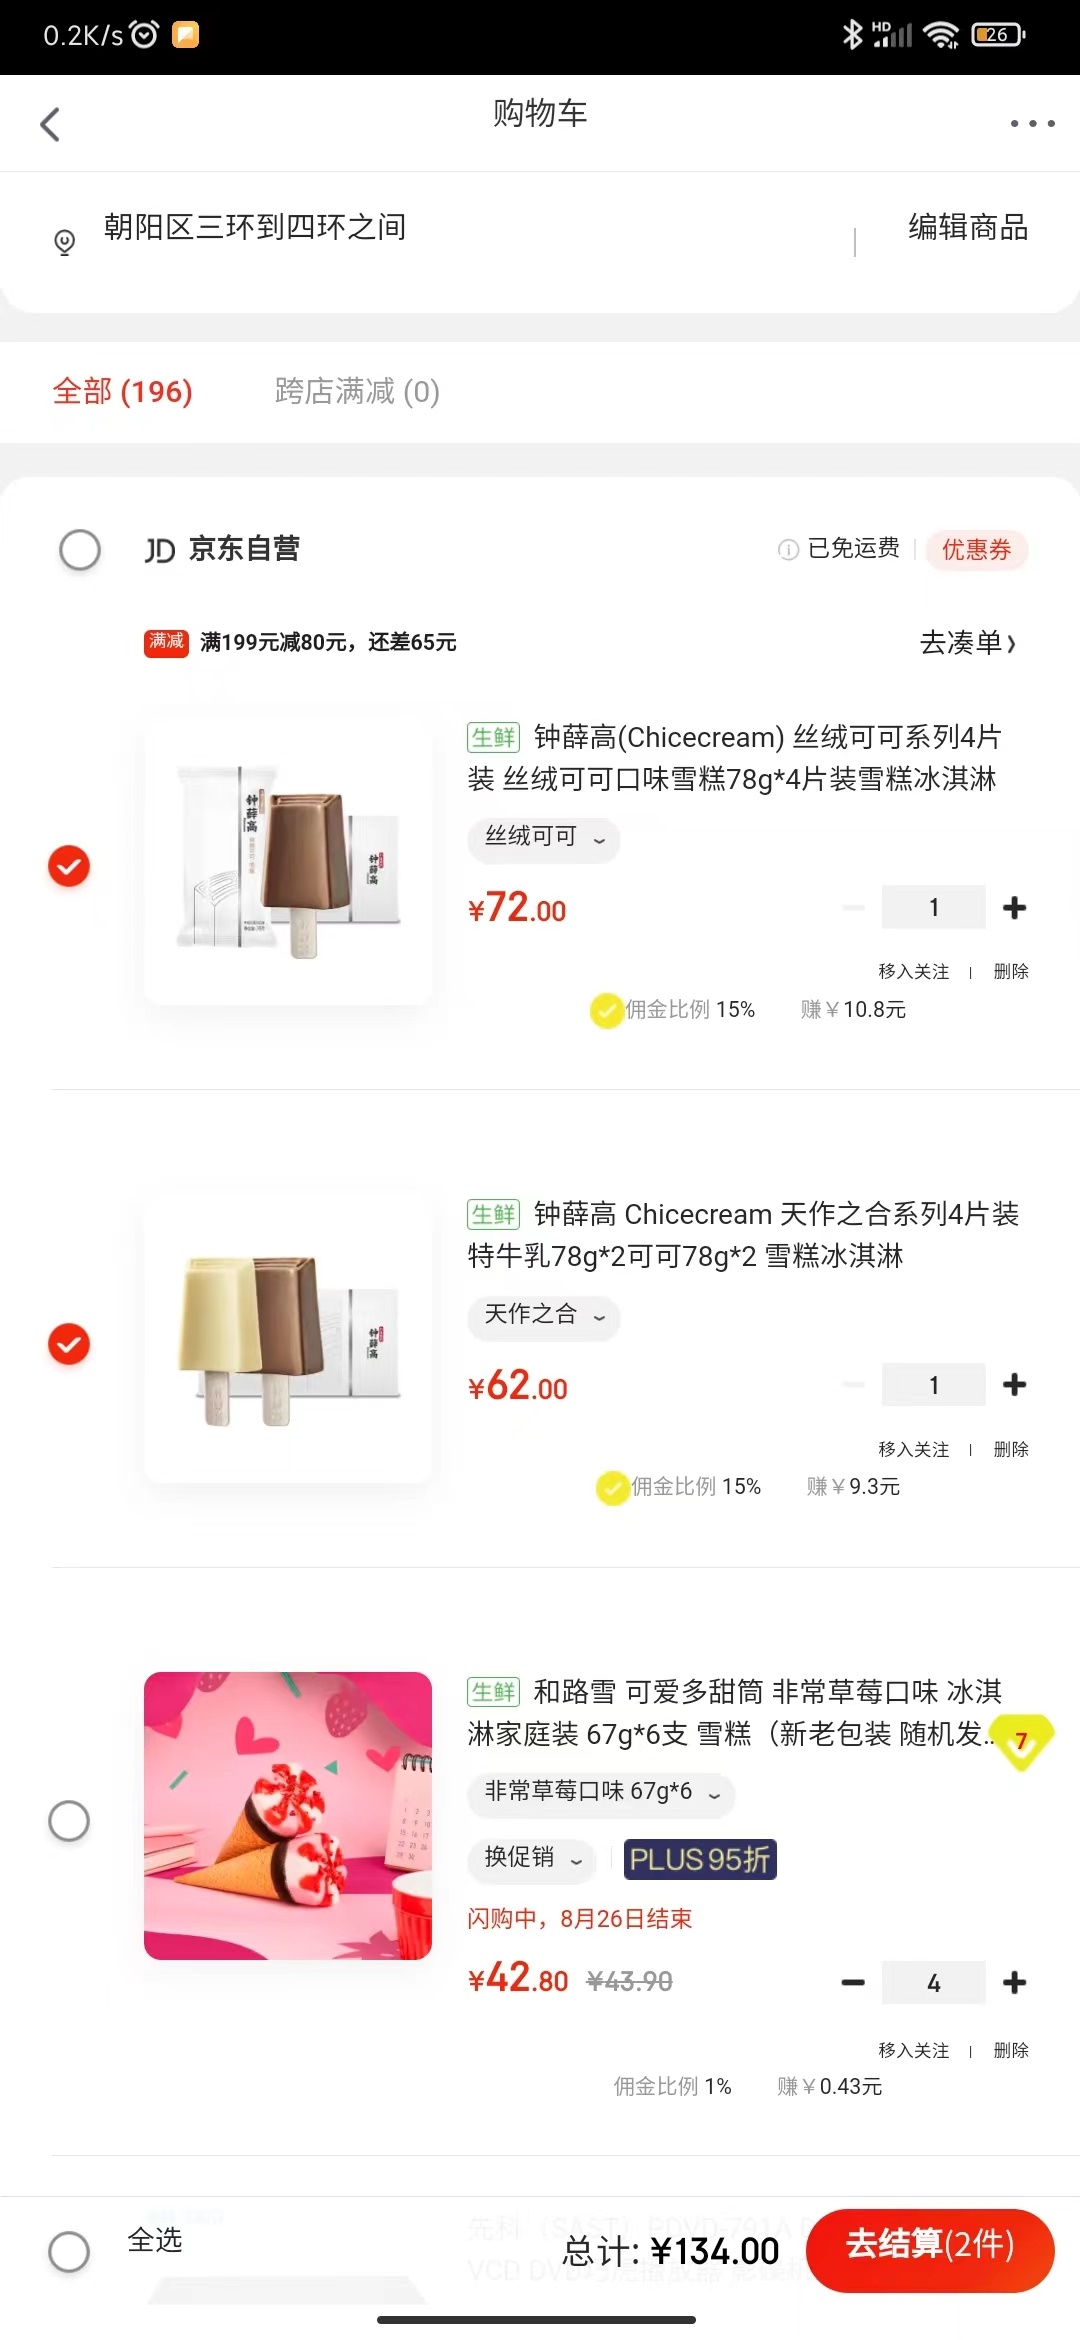 0.2K/s
HD
26
购物车
朝阳区三环到四环之间
编辑商品
全部 (196)
跨店满减 (0)
JD 京东自营
已免运费
优惠券
满减 满199元减80元，还差65元
去凑单
生鲜 钟薛高(Chicecream) 丝绒可可系列4片
装 丝绒可可口味雪糕78g*4片装雪糕冰淇淋
丝绒可可
¥72.00
1
移入关注
删除
佣金比例 15%
赚￥10.8元
钟薛高
钟薛高
生鲜 钟薛高 Chicecream 天作之合系列4片装
特牛乳78g*2可可78g*2 雪糕冰淇淋
天作之合
¥62.00
1
移入关注
删除
佣金比例 15%
赚￥9.3元
钟薛高
生鲜 和路雪 可爱多甜筒 非常草莓口味 冰淇
淋家庭装 67g*6支 雪糕（新老包装 随机发...
7
非常草莓口味 67g*6
换促销
PLUS 95折
闪购中，8月26日结束
¥42.80 ¥43.90
4
移入关注
删除
佣金比例 1%
赚￥0.43元
全选
总计: ¥134.00
去结算(2件)